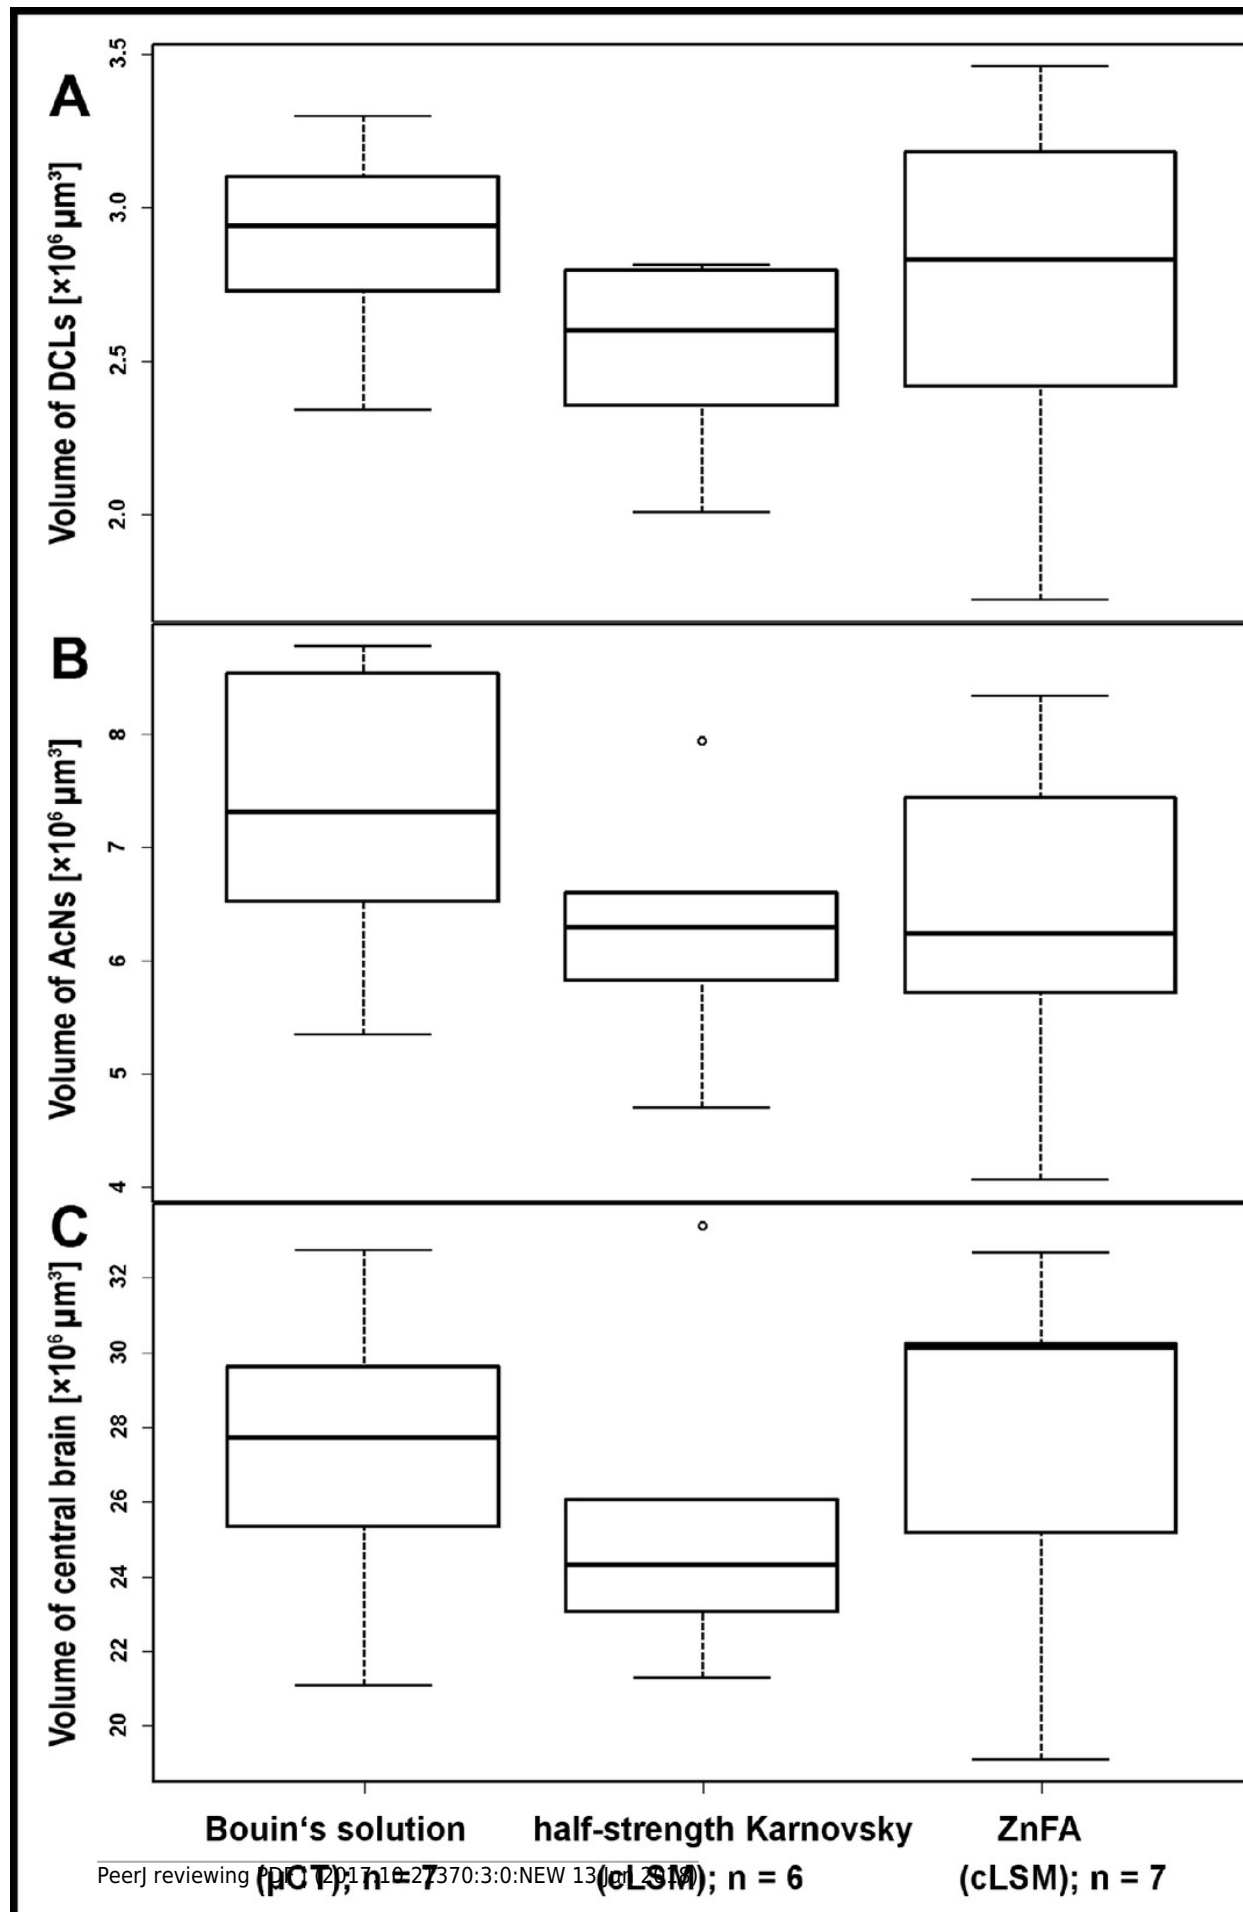 A
Volume of DCLs [×10⁶ µm³]
3.5
3.0
2.5
2.0
B
Volume of AcNs [×10⁶ µm³]
8
7
6
5
4
C
Volume of central brain [×10⁶ µm³]
32
30
28
26
24
22
20
Bouin‘s solution half-strength Karnovsky ZnFA
(µCT); n = 7 (cLSM); n = 6 (cLSM); n = 7
PeerJ reviewing PDF | (2017:10:21370:3:0:NEW 13 Jun 2018)